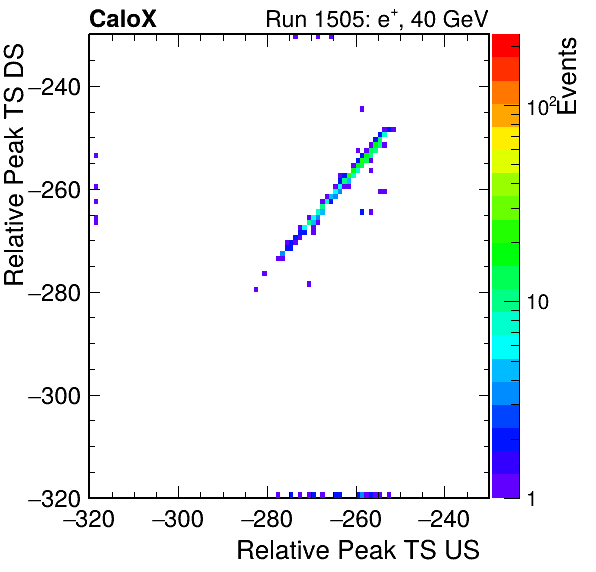 CaloX
Run 1505: e⁺, 40 GeV
Relative Peak TS DS
−240
−260
−280
−300
−320
−320
−300
−280
−260
−240
Relative Peak TS US
Events
10²
10
1